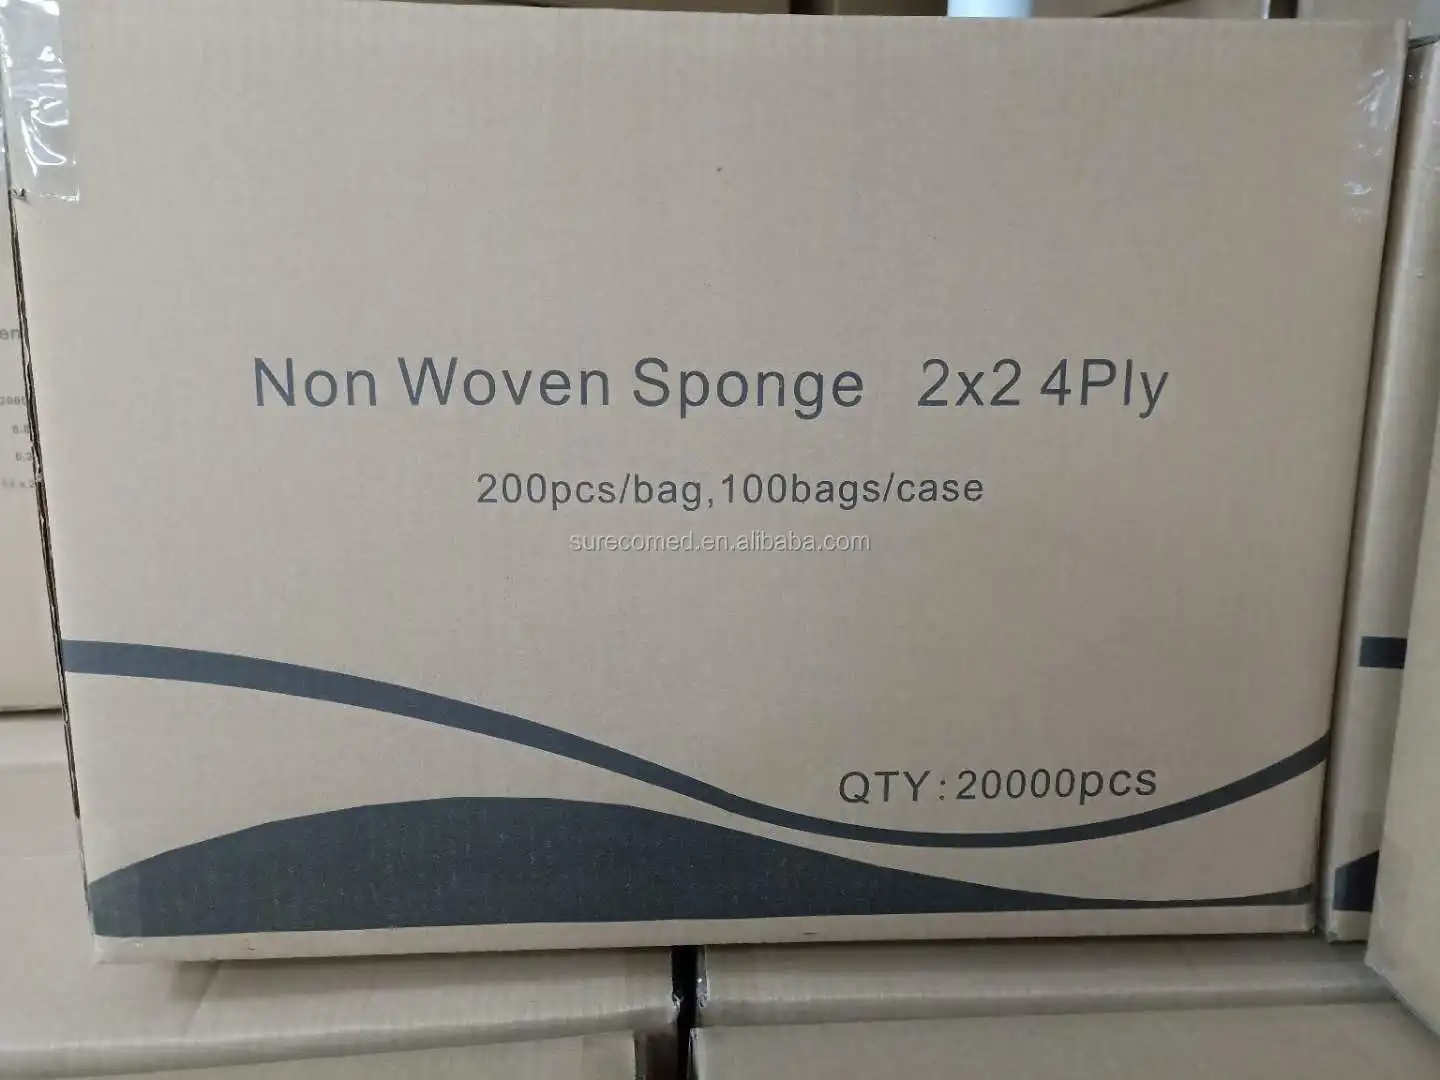 Non Woven Sponge 2x2 4Ply
200pcs/bag,100bags/case
surecomed.en.alibaba.com
QTY:20000pcs